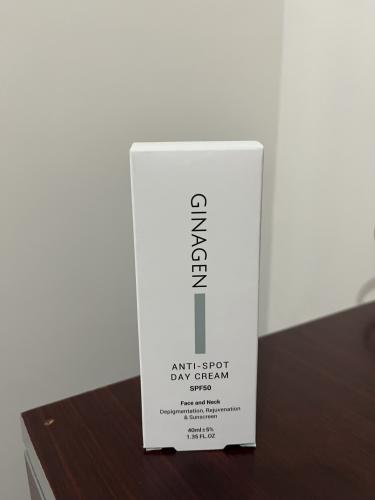 GINAGEN
ANTI-SPOT
DAY CREAM
SPF50
Face and Neck
Depigmentation, Rejuvenation
& Sunscreen
40ml ± 5%
1.35 FL.OZ